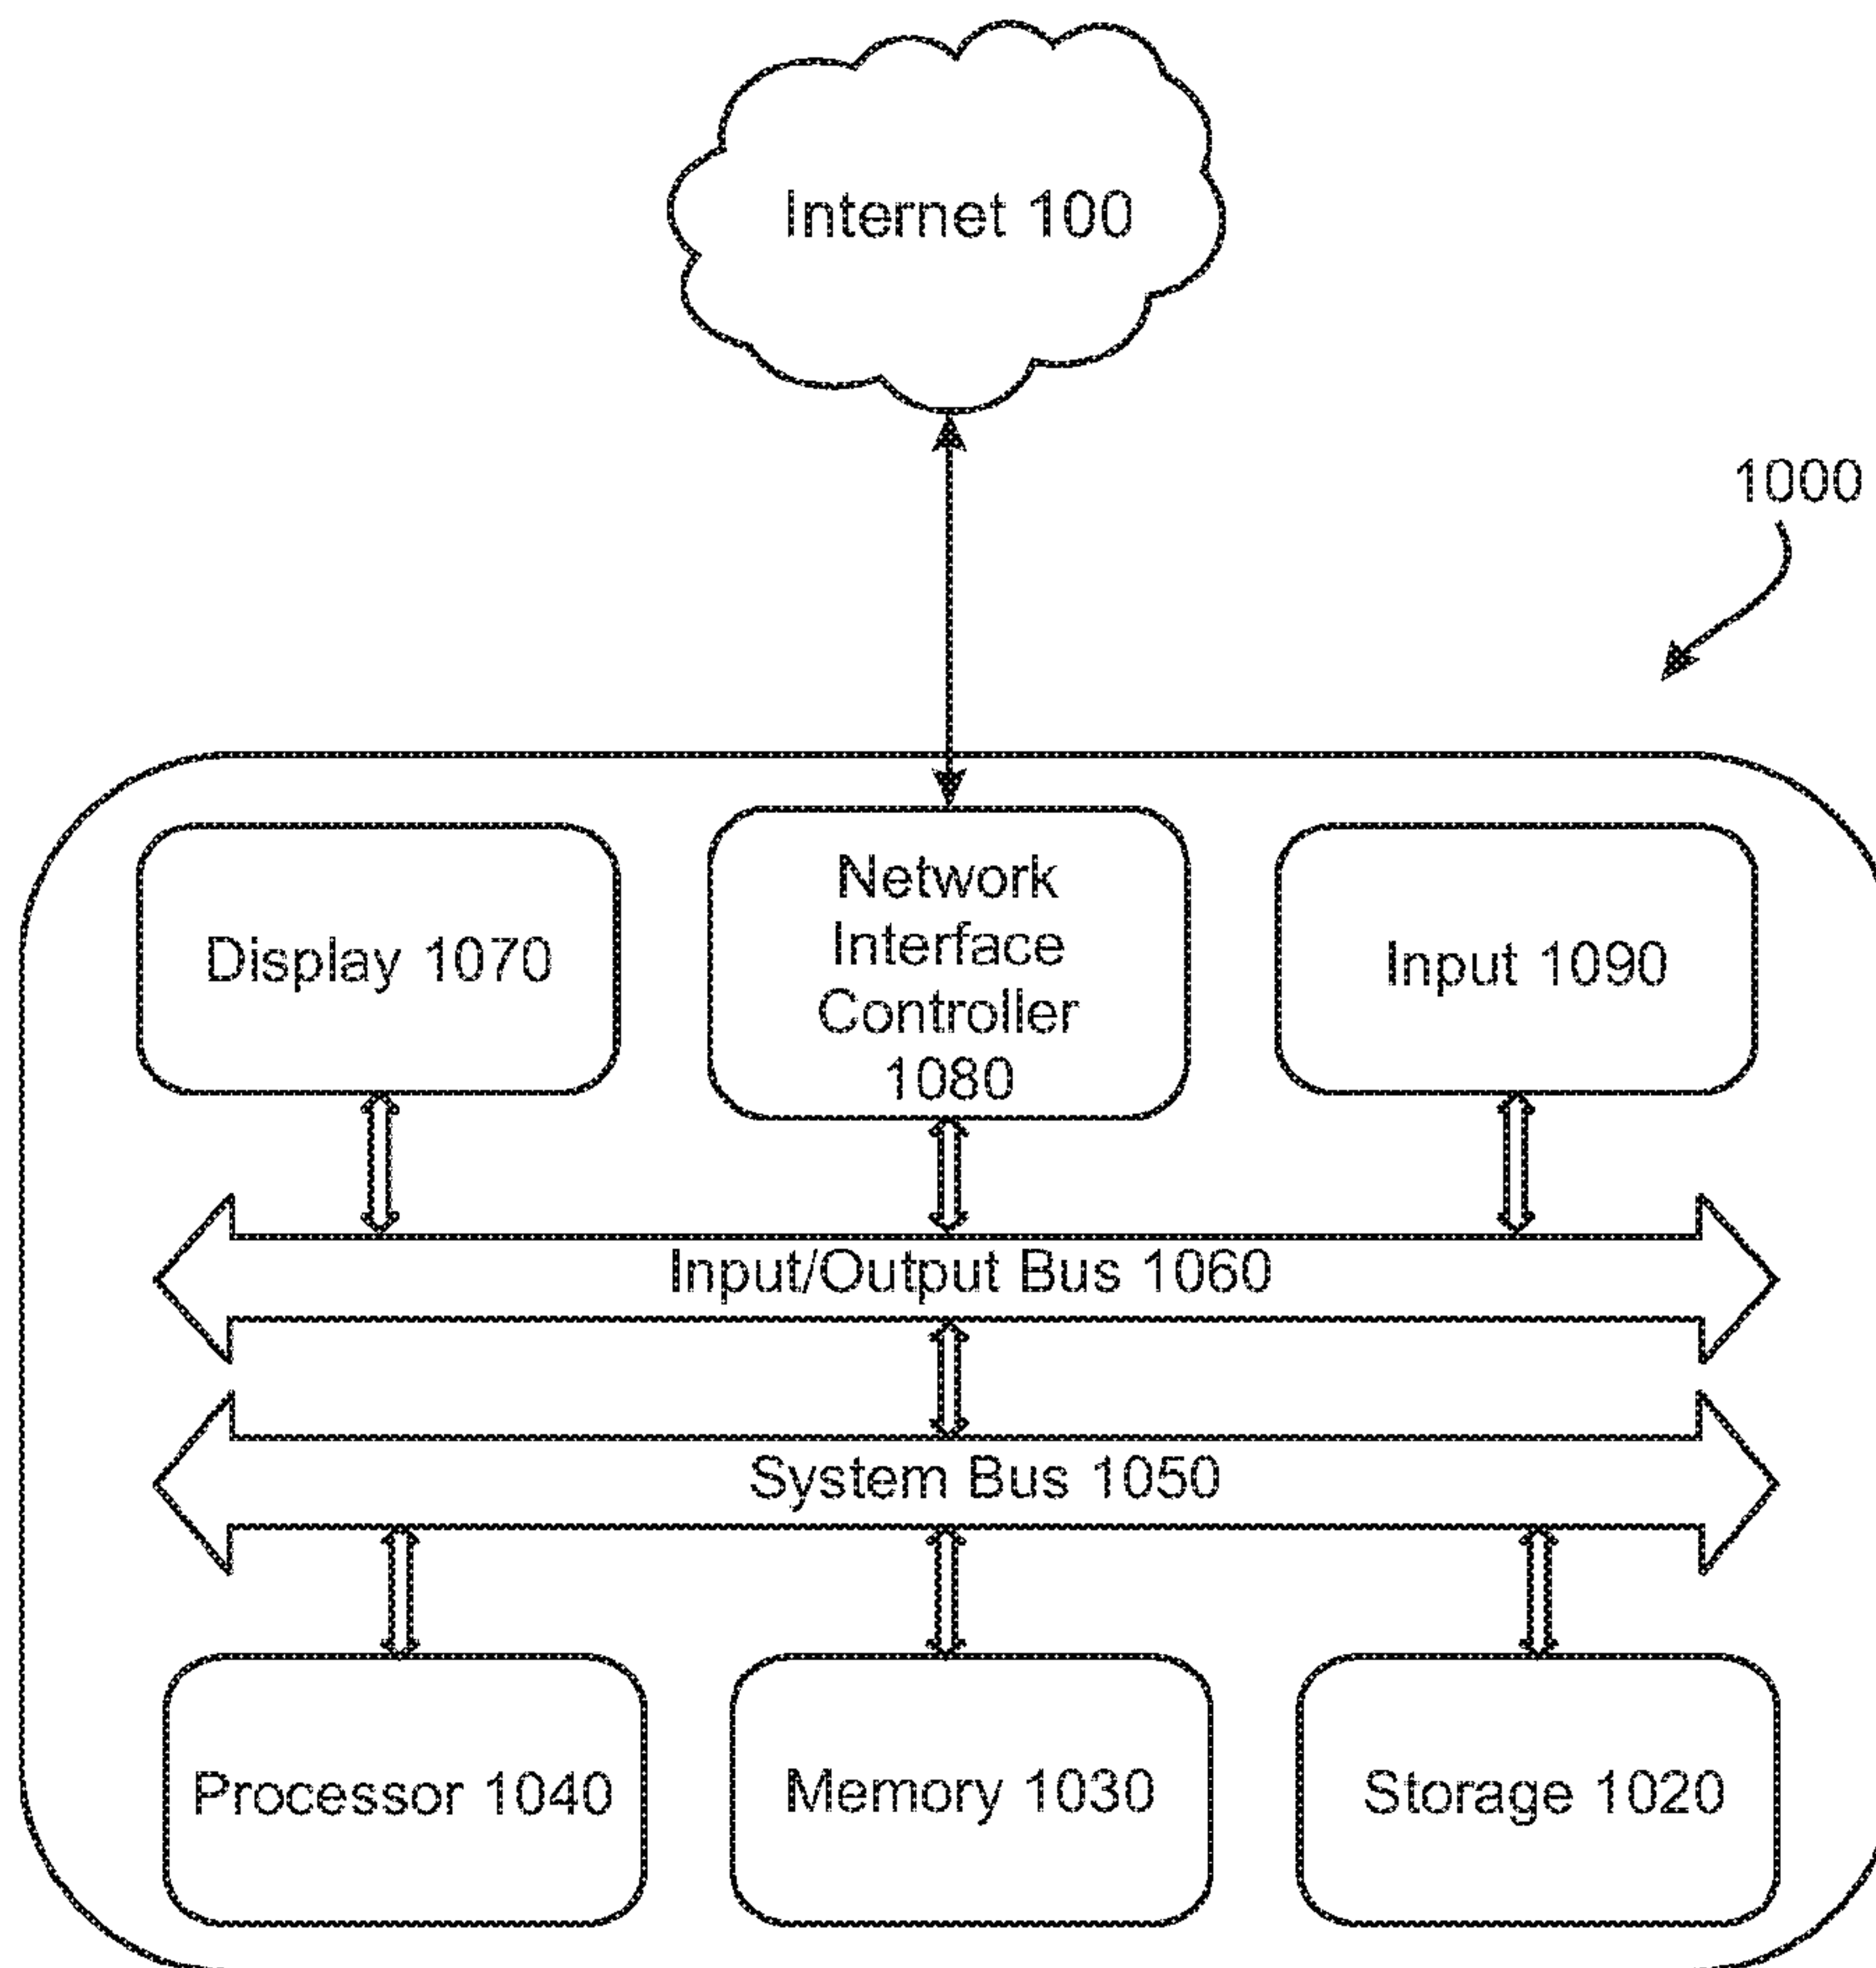 Internet 100
1000
Display 1070
Network
Interface
Controller
1080
Input 1090
Input/Output Bus 1060
System Bus 1050
Processor 1040
Memory 1030
Storage 1020